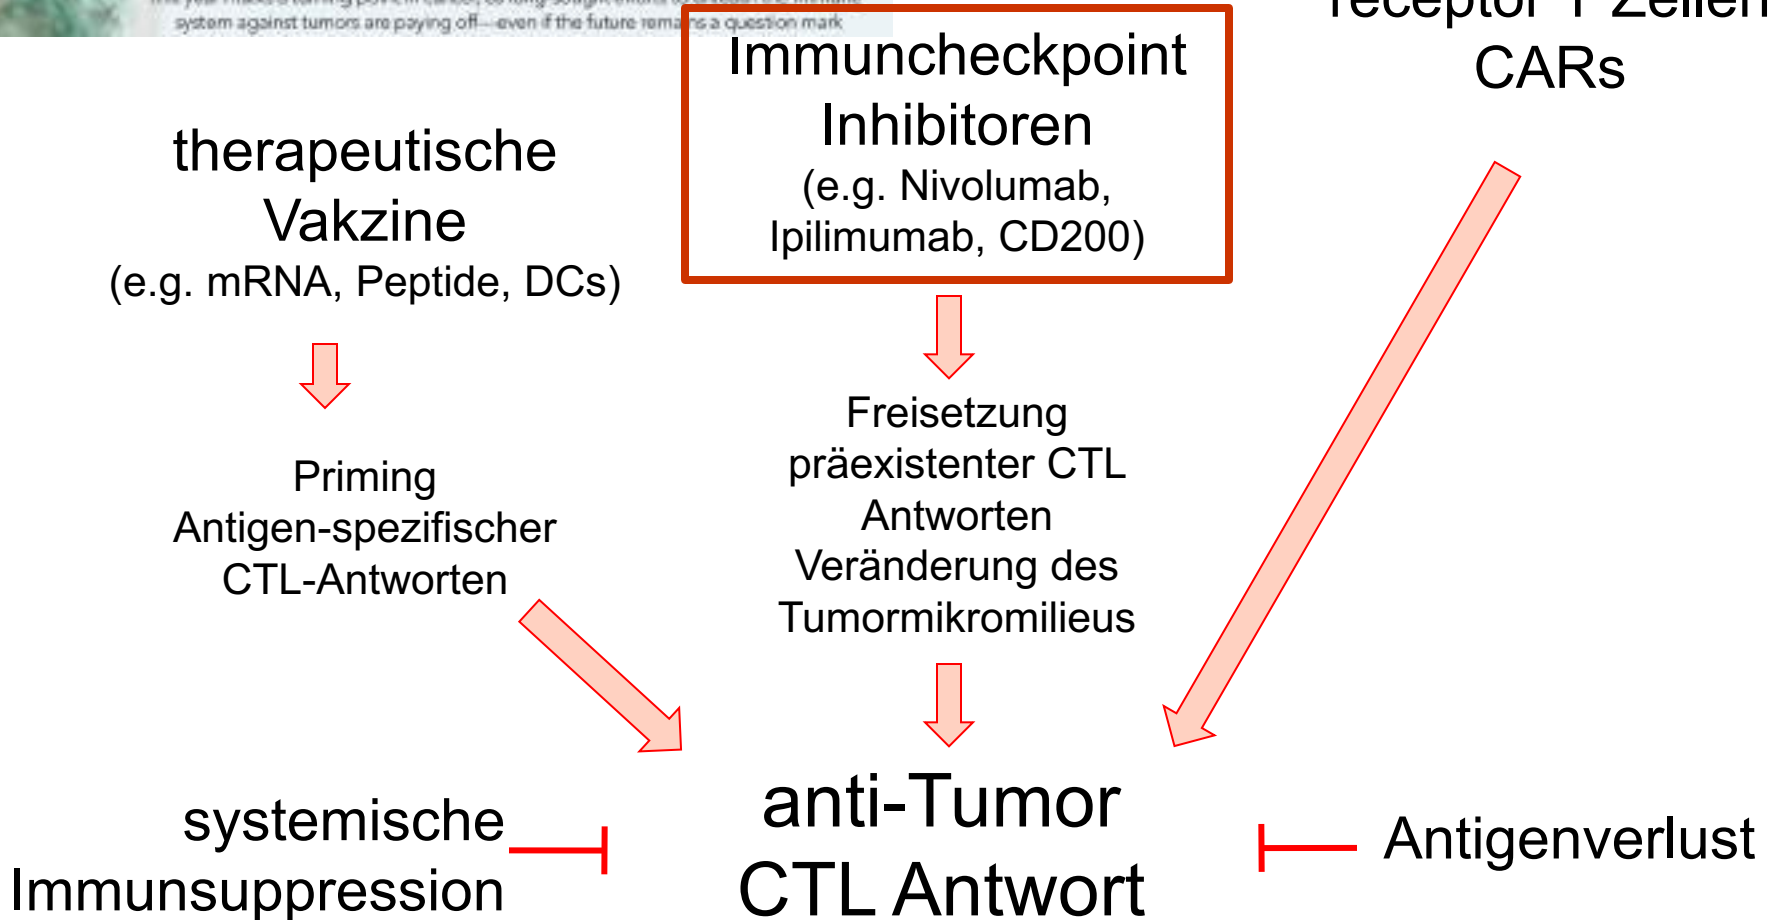 system against tumors are paying off—even if the future remains a question mark
receptor T Zellen
CARs
Immuncheckpoint
Inhibitoren
(e.g. Nivolumab,
Ipilimumab, CD200)
therapeutische
Vakzine
(e.g. mRNA, Peptide, DCs)
Freisetzung
präexistenter CTL
Antworten
Veränderung des
Tumormikromilieus
Priming
Antigen-spezifischer
CTL-Antworten
anti-Tumor
CTL Antwort
systemische
Immunsuppression
Antigenverlust